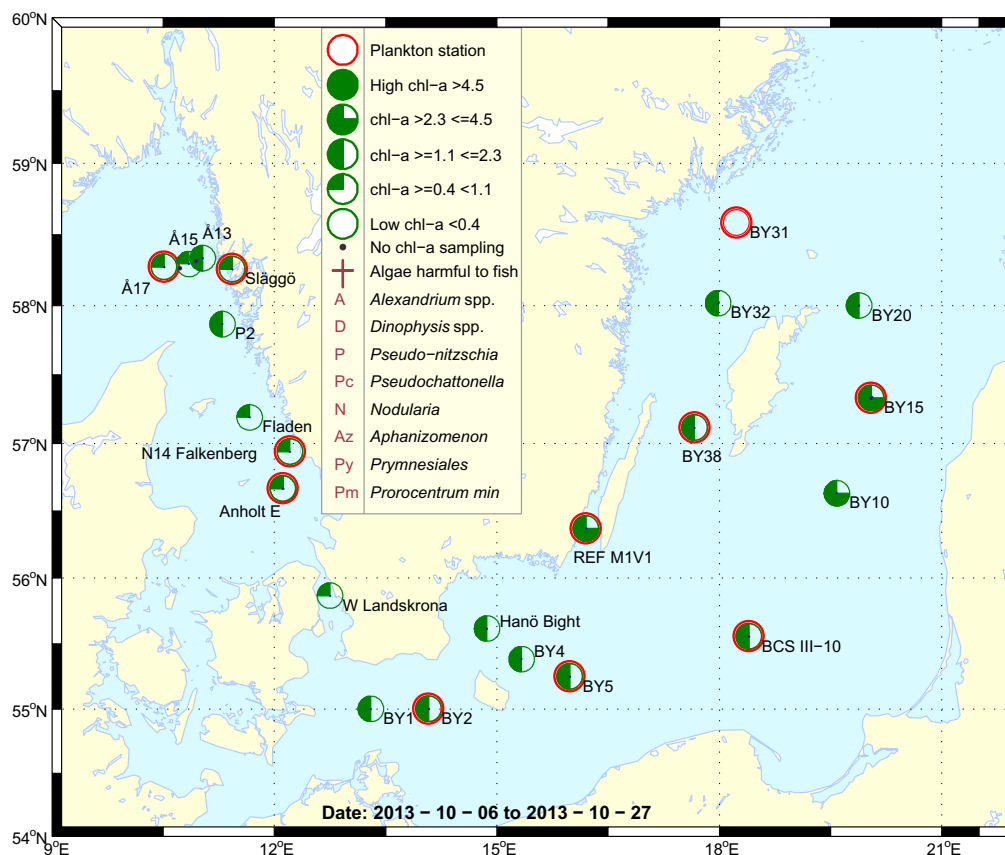 60°N
59°N
58°N
57°N
56°N
55°N
54°N
9°E
12°E
15°E
18°E
21°E
Plankton station
High chl−a >4.5
chl−a >2.3 <=4.5
chl−a >=1.1 <=2.3
chl−a >=0.4 <1.1
Low chl−a <0.4
No chl−a sampling
Algae harmful to fish
A Alexandrium spp.
D Dinophysis spp.
P Pseudo−nitzschia
Pc Pseudochattonella
N Nodularia
Az Aphanizomenon
Py Prymnesiales
Pm Prorocentrum min
Å13
Å15
Å17
Släggö
P2
Fladen
N14 Falkenberg
Anholt E
W Landskrona
Hanö Bight
BY4
BY5
BY1
BY2
REF M1V1
BCS III−10
BY10
BY38
BY15
BY20
BY32
BY31
Date: 2013 − 10 − 06 to 2013 − 10 − 27